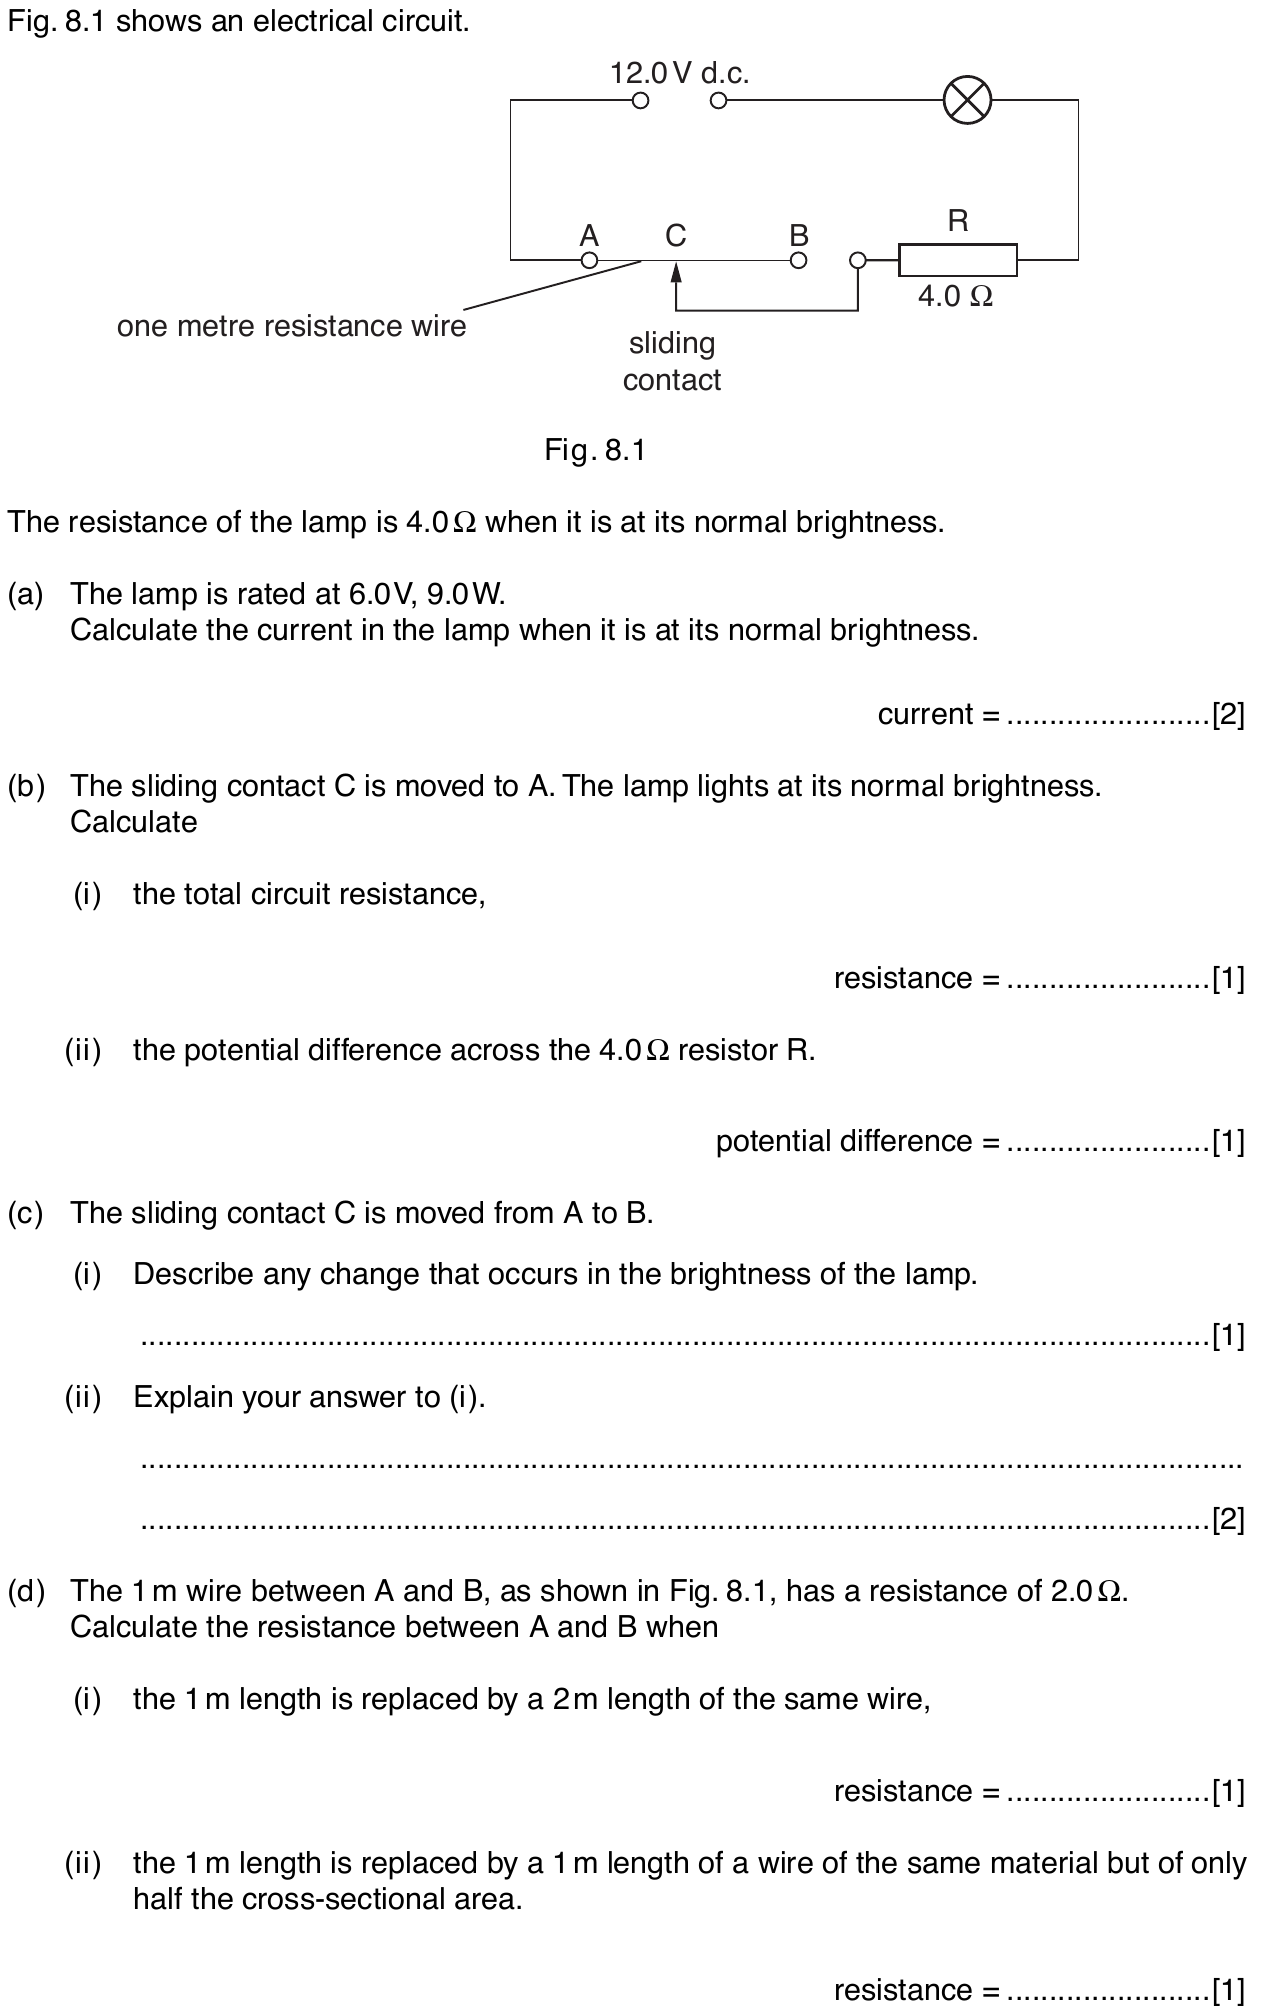 Fig. 8.1 shows an electrical circuit.
12.0 V d.c.
A C B R
4.0 Ω
one metre resistance wire
sliding
contact
Fig. 8.1
The resistance of the lamp is 4.0 Ω when it is at its normal brightness.
(a) The lamp is rated at 6.0 V, 9.0 W.
Calculate the current in the lamp when it is at its normal brightness.
current = ........................[2]
(b) The sliding contact C is moved to A. The lamp lights at its normal brightness.
Calculate
(i) the total circuit resistance,
resistance = ........................[1]
(ii) the potential difference across the 4.0 Ω resistor R.
potential difference = ........................[1]
(c) The sliding contact C is moved from A to B.
(i) Describe any change that occurs in the brightness of the lamp.
..............................................................................................................................[1]
(ii) Explain your answer to (i).
..................................................................................................................................
..............................................................................................................................[2]
(d) The 1 m wire between A and B, as shown in Fig. 8.1, has a resistance of 2.0 Ω.
Calculate the resistance between A and B when
(i) the 1 m length is replaced by a 2 m length of the same wire,
resistance = ........................[1]
(ii) the 1 m length is replaced by a 1 m length of a wire of the same material but of only
half the cross-sectional area.
resistance = ........................[1]